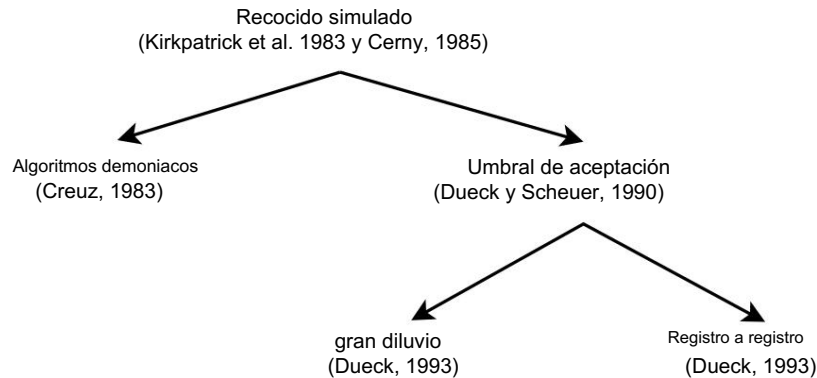 Recocido simulado
(Kirkpatrick et al. 1983 y Cerny, 1985)
Algoritmos demoniacos
(Creuz, 1983)
Umbral de aceptación
(Dueck y Scheuer, 1990)
gran diluvio
(Dueck, 1993)
Registro a registro
(Dueck, 1993)